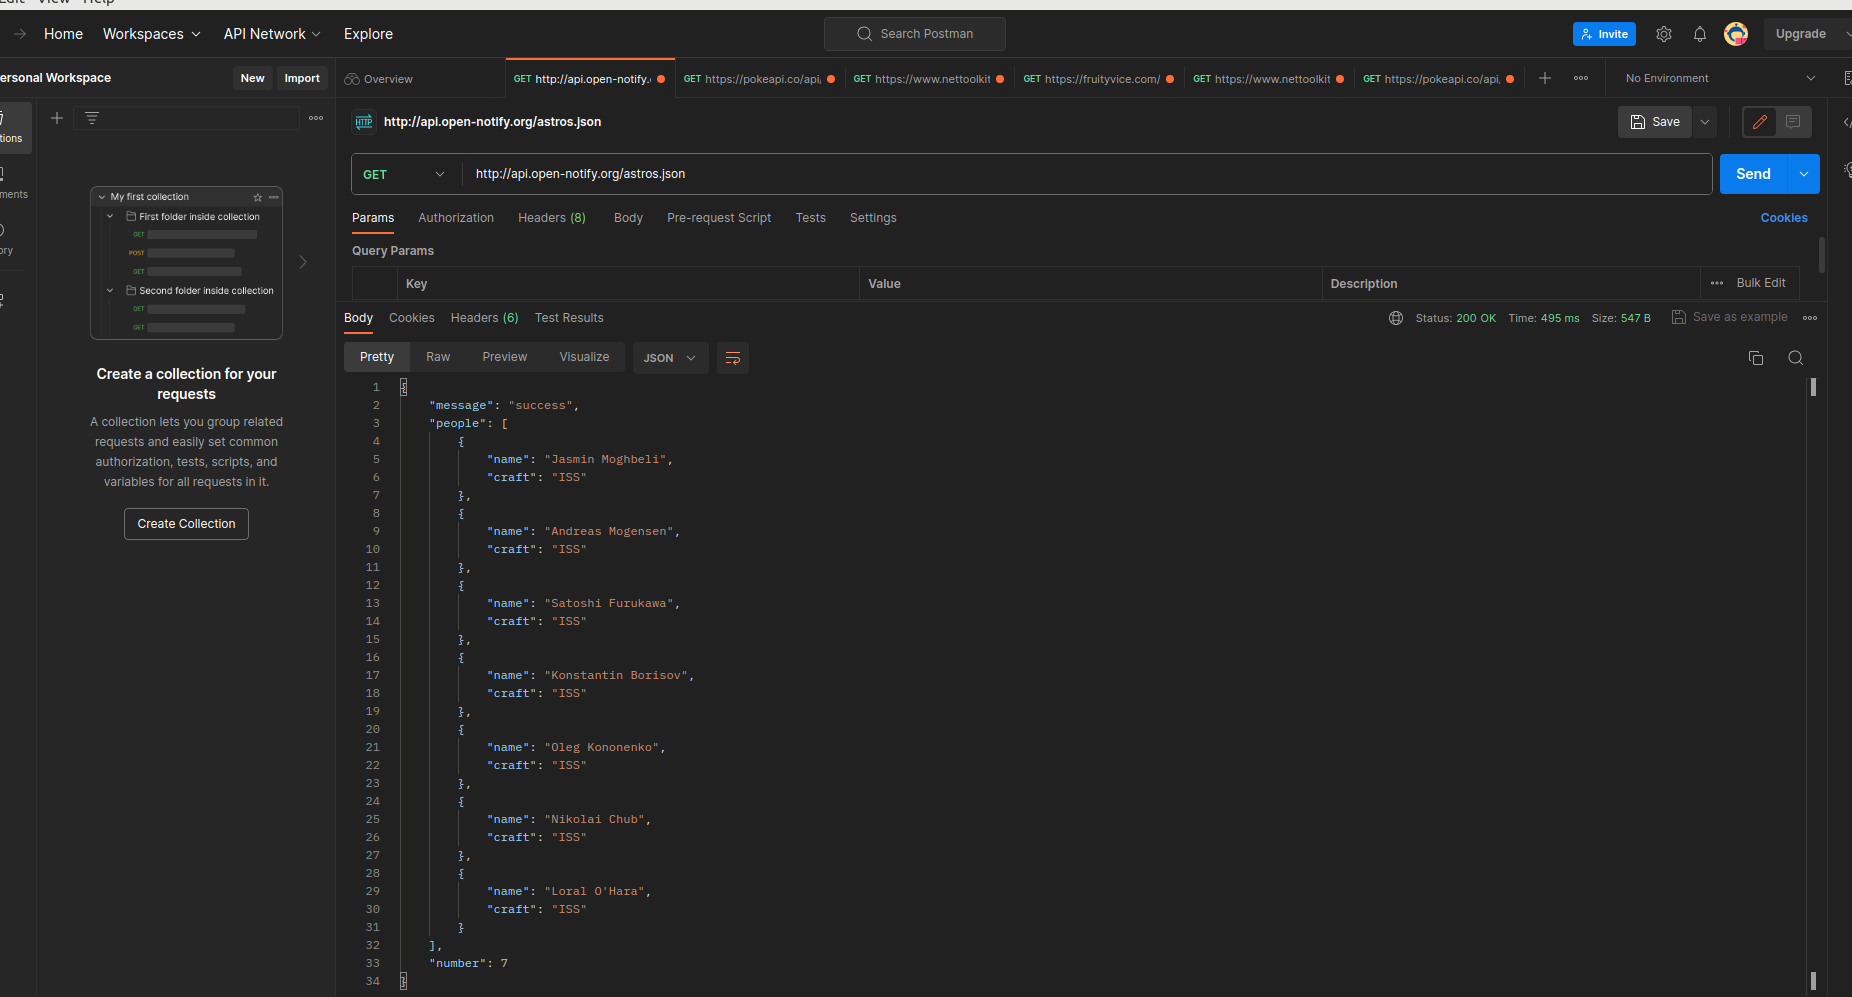 Edit View Help
Home Workspaces API Network Explore Search Postman Invite Upgrade
ersonal Workspace New Import Overview GET http://api.open-notify. GET https://pokeapi.co/api, GET https://www.nettoolkit GET https://fruityvice.com/ GET https://www.nettoolkit GET https://pokeapi.co/api, No Environment
tions
ments
ory
My first collection
First folder inside collection
GET
POST
GET
Second folder inside collection
GET
GET
Create a collection for your
requests
A collection lets you group related
requests and easily set common
authorization, tests, scripts, and
variables for all requests in it.
Create Collection
HTTP http://api.open-notify.org/astros.json Save
GET http://api.open-notify.org/astros.json Send
Params Authorization Headers (8) Body Pre-request Script Tests Settings Cookies
Query Params
Key Value Description Bulk Edit
Body Cookies Headers (6) Test Results Status: 200 OK Time: 495 ms Size: 547 B Save as example
Pretty Raw Preview Visualize JSON
1 {
2 "message": "success",
3 "people": [
4 {
5 "name": "Jasmin Moghbeli",
6 "craft": "ISS"
7 },
8 {
9 "name": "Andreas Mogensen",
10 "craft": "ISS"
11 },
12 {
13 "name": "Satoshi Furukawa",
14 "craft": "ISS"
15 },
16 {
17 "name": "Konstantin Borisov",
18 "craft": "ISS"
19 },
20 {
21 "name": "Oleg Kononenko",
22 "craft": "ISS"
23 },
24 {
25 "name": "Nikolai Chub",
26 "craft": "ISS"
27 },
28 {
29 "name": "Loral O'Hara",
30 "craft": "ISS"
31 }
32 ],
33 "number": 7
34 }